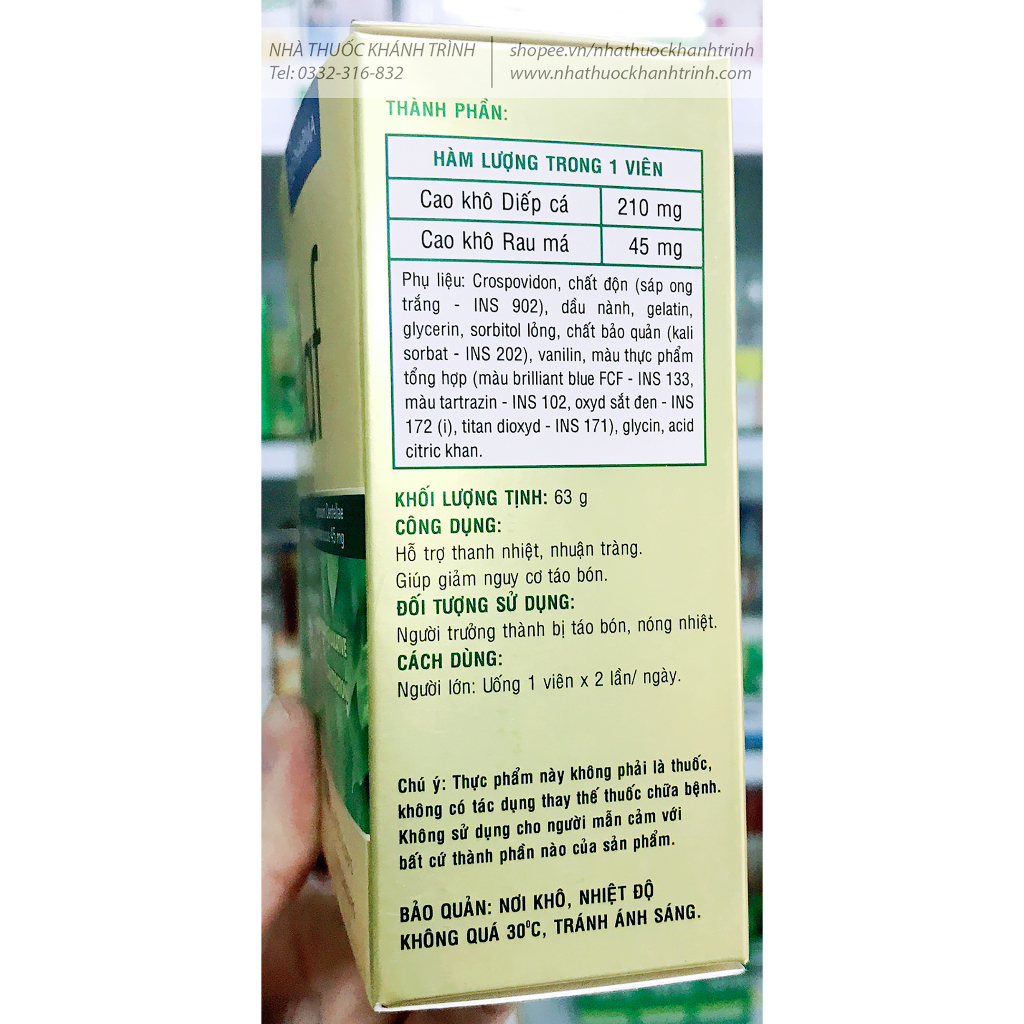 NHÀ THUỐC KHÁNH TRÌNH
Tel: 0332-316-832
shopee.vn/nhathuockhanhtrinh
www.nhathuockhanhtrinh.com
THÀNH PHẦN:
HÀM LƯỢNG TRONG 1 VIÊN
Cao khô Diếp cá 210 mg
Cao khô Rau má 45 mg
Phụ liệu: Crospovidon, chất độn (sáp ong
trắng - INS 902), dầu nành, gelatin,
glycerin, sorbitol lỏng, chất bảo quản (kali
sorbat - INS 202), vanilin, màu thực phẩm
tổng hợp (màu brilliant blue FCF - INS 133,
màu tartrazin - INS 102, oxyd sắt đen - INS
172 (i), titan dioxyd - INS 171), glycin, acid
citric khan.
KHỐI LƯỢNG TỊNH: 63 g
CÔNG DỤNG:
Hỗ trợ thanh nhiệt, nhuận tràng.
Giúp giảm nguy cơ táo bón.
ĐỐI TƯỢNG SỬ DỤNG:
Người trưởng thành bị táo bón, nóng nhiệt.
CÁCH DÙNG:
Người lớn: Uống 1 viên x 2 lần/ ngày.
Chú ý: Thực phẩm này không phải là thuốc,
không có tác dụng thay thế thuốc chữa bệnh.
Không sử dụng cho người mẫn cảm với
bất cứ thành phần nào của sản phẩm.
BẢO QUẢN: NƠI KHÔ, NHIỆT ĐỘ
KHÔNG QUÁ 30⁰C, TRÁNH ÁNH SÁNG.
45 mg